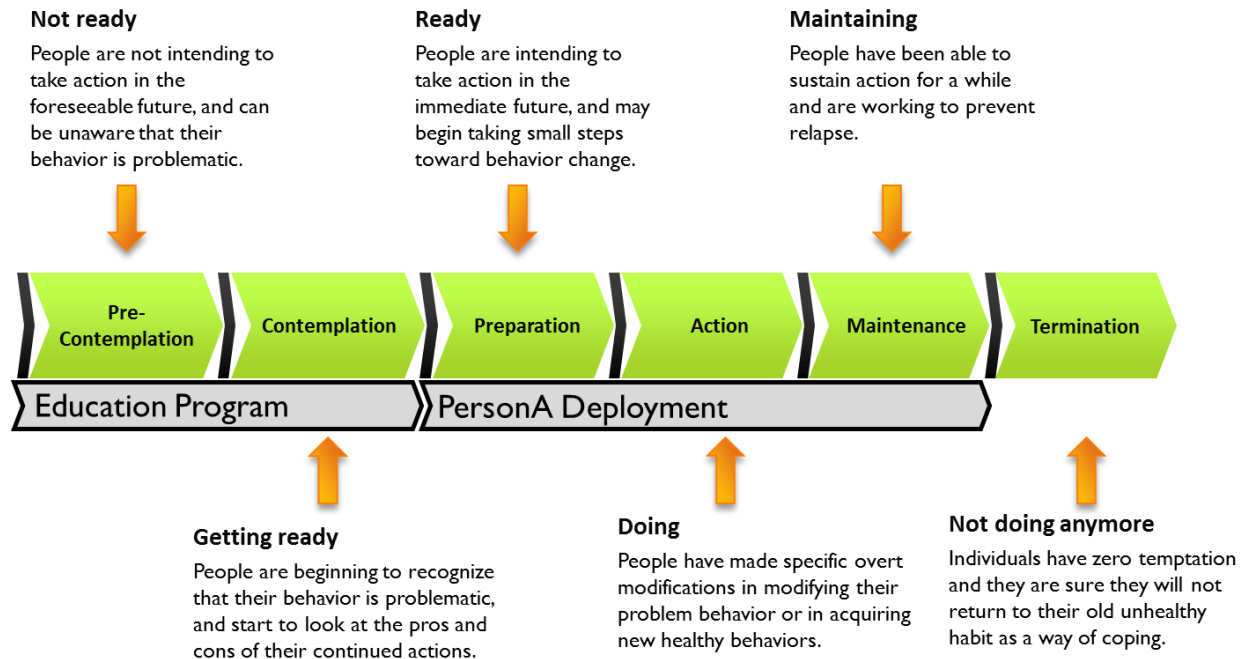 Not ready
People are not intending to
take action in the
foreseeable future, and can
be unaware that their
behavior is problematic.
Ready
People are intending to
take action in the
immediate future, and may
begin taking small steps
toward behavior change.
Maintaining
People have been able to
sustain action for a while
and are working to prevent
relapse.
Pre-
Contemplation
Contemplation
Preparation
Action
Maintenance
Termination
Education Program
PersonA Deployment
Getting ready
People are beginning to recognize
that their behavior is problematic,
and start to look at the pros and
cons of their continued actions.
Doing
People have made specific overt
modifications in modifying their
problem behavior or in acquiring
new healthy behaviors.
Not doing anymore
Individuals have zero temptation
and they are sure they will not
return to their old unhealthy
habit as a way of coping.